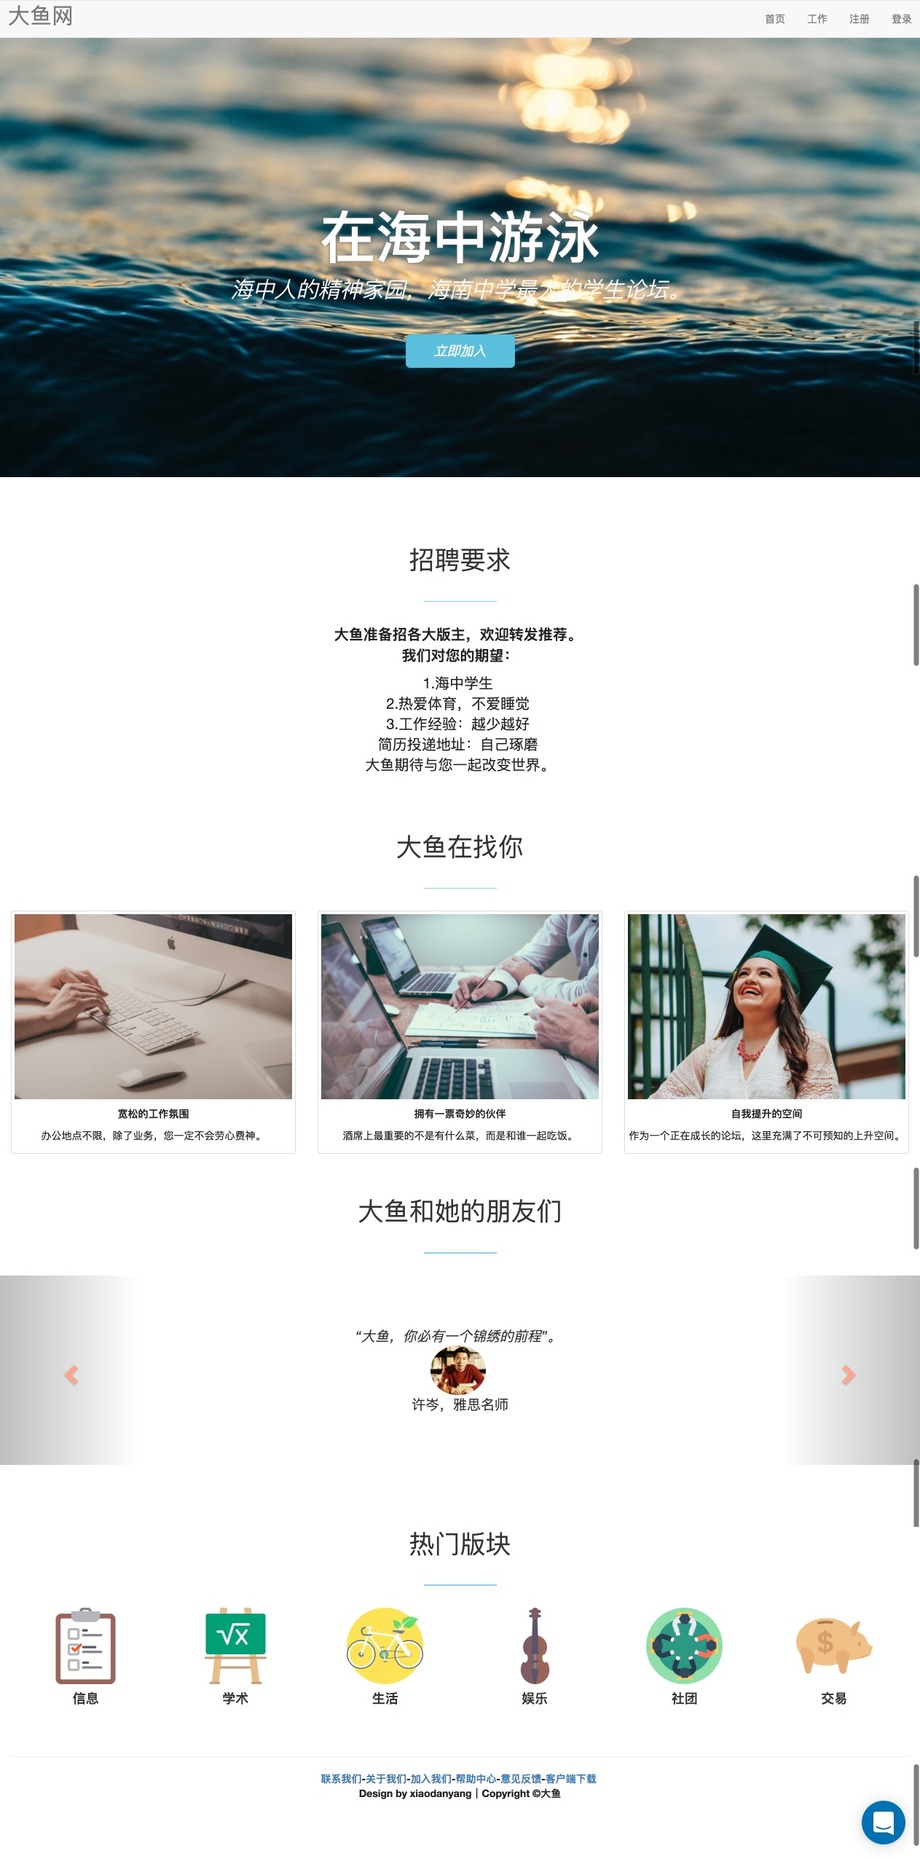 大鱼网
首页 工作 注册 登录
在海中游泳
海中人的精神家园，海南中学最大的学生论坛。
立即加入
招聘要求
大鱼准备招各大版主，欢迎转发推荐。
我们对您的期望：
1.海中学生
2.热爱体育，不爱睡觉
3.工作经验：越少越好
简历投递地址：自己琢磨
大鱼期待与您一起改变世界。
大鱼在找你
宽松的工作氛围
办公地点不限，除了业务，您一定不会劳心费神。
拥有一票奇妙的伙伴
酒席上最重要的不是有什么菜，而是和谁一起吃饭。
自我提升的空间
作为一个正在成长的论坛，这里充满了不可预知的上升空间。
大鱼和她的朋友们
“大鱼，你必有一个锦绣的前程”。
许岑，雅思名师
热门版块
√x
$
信息 学术 生活 娱乐 社团 交易
联系我们-关于我们-加入我们-帮助中心-意见反馈-客户端下载
Design by xiaodanyang | Copyright ©大鱼